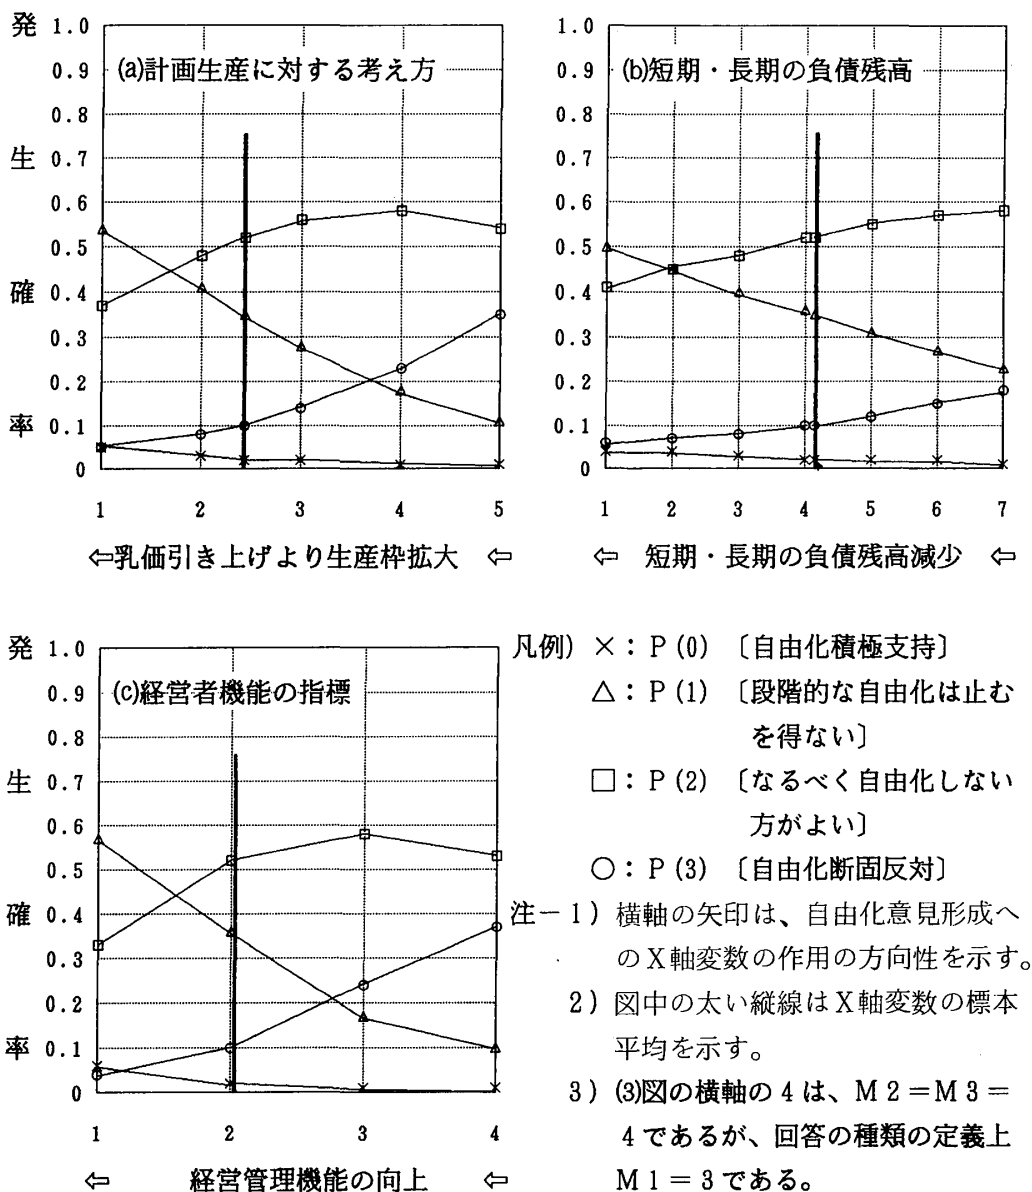 発生確率
1.0
0.9
0.8
0.7
0.6
0.5
0.4
0.3
0.2
0.1
0
(a)計画生産に対する考え方
1 2 3 4 5
⇦乳価引き上げより生産枠拡大 ⇦
1.0
0.9
0.8
0.7
0.6
0.5
0.4
0.3
0.2
0.1
0
(b)短期・長期の負債残高
1 2 3 4 5 6 7
⇦ 短期・長期の負債残高減少 ⇦
発生確率
1.0
0.9
0.8
0.7
0.6
0.5
0.4
0.3
0.2
0.1
0
(c)経営者機能の指標
1 2 3 4
⇦ 経営管理機能の向上 ⇦
凡例) ×：P(0) 〔自由化積極支持〕
△：P(1) 〔段階的な自由化は止む
を得ない〕
□：P(2) 〔なるべく自由化しない
方がよい〕
○：P(3) 〔自由化断固反対〕
注－1) 横軸の矢印は、自由化意見形成へ
のX軸変数の作用の方向性を示す。
2) 図中の太い縦線はX軸変数の標本
平均を示す。
3) (3)図の横軸の4は、M2＝M3＝
4であるが、回答の種類の定義上
M1＝3である。